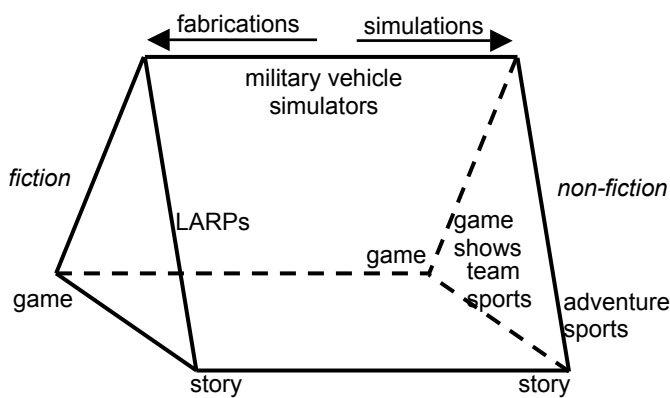 fabrications
simulations
military vehicle
simulators
fiction
non-fiction
LARPs
game
shows
team
sports
game
game
adventure
sports
story
story